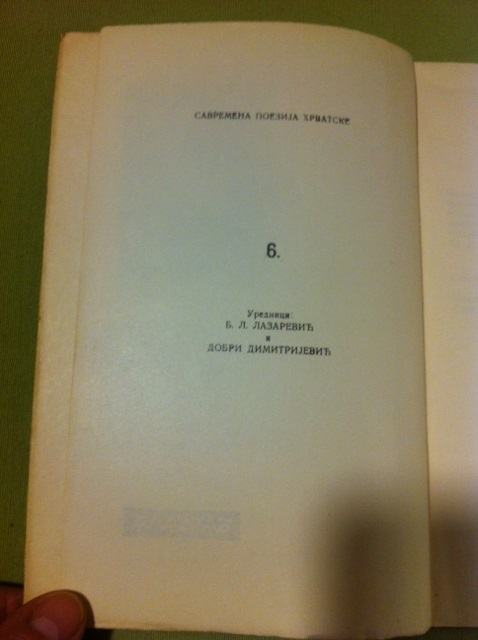 САВРЕМЕНА ПОЕЗИЈА ХРВАТСКЕ
6.
Уредници:
Б. Л. ЛАЗАРЕВИЋ
и
ДОБРИ ДИМИТРИЈЕВИЋ